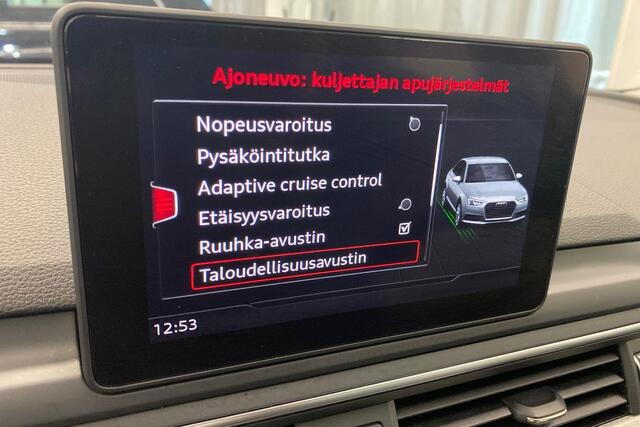 Ajoneuvo: kuljettajan apujärjestelmät
Nopeusvaroitus
Pysäköintitutka
Adaptive cruise control
Etäisyysvaroitus
Ruuhka-avustin
Taloudellisuusavustin
12:53